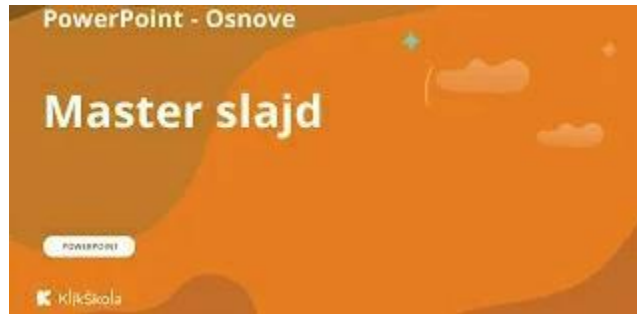 PowerPoint - Osnove
Master slajd
POWERPOINT
KlikŠkola